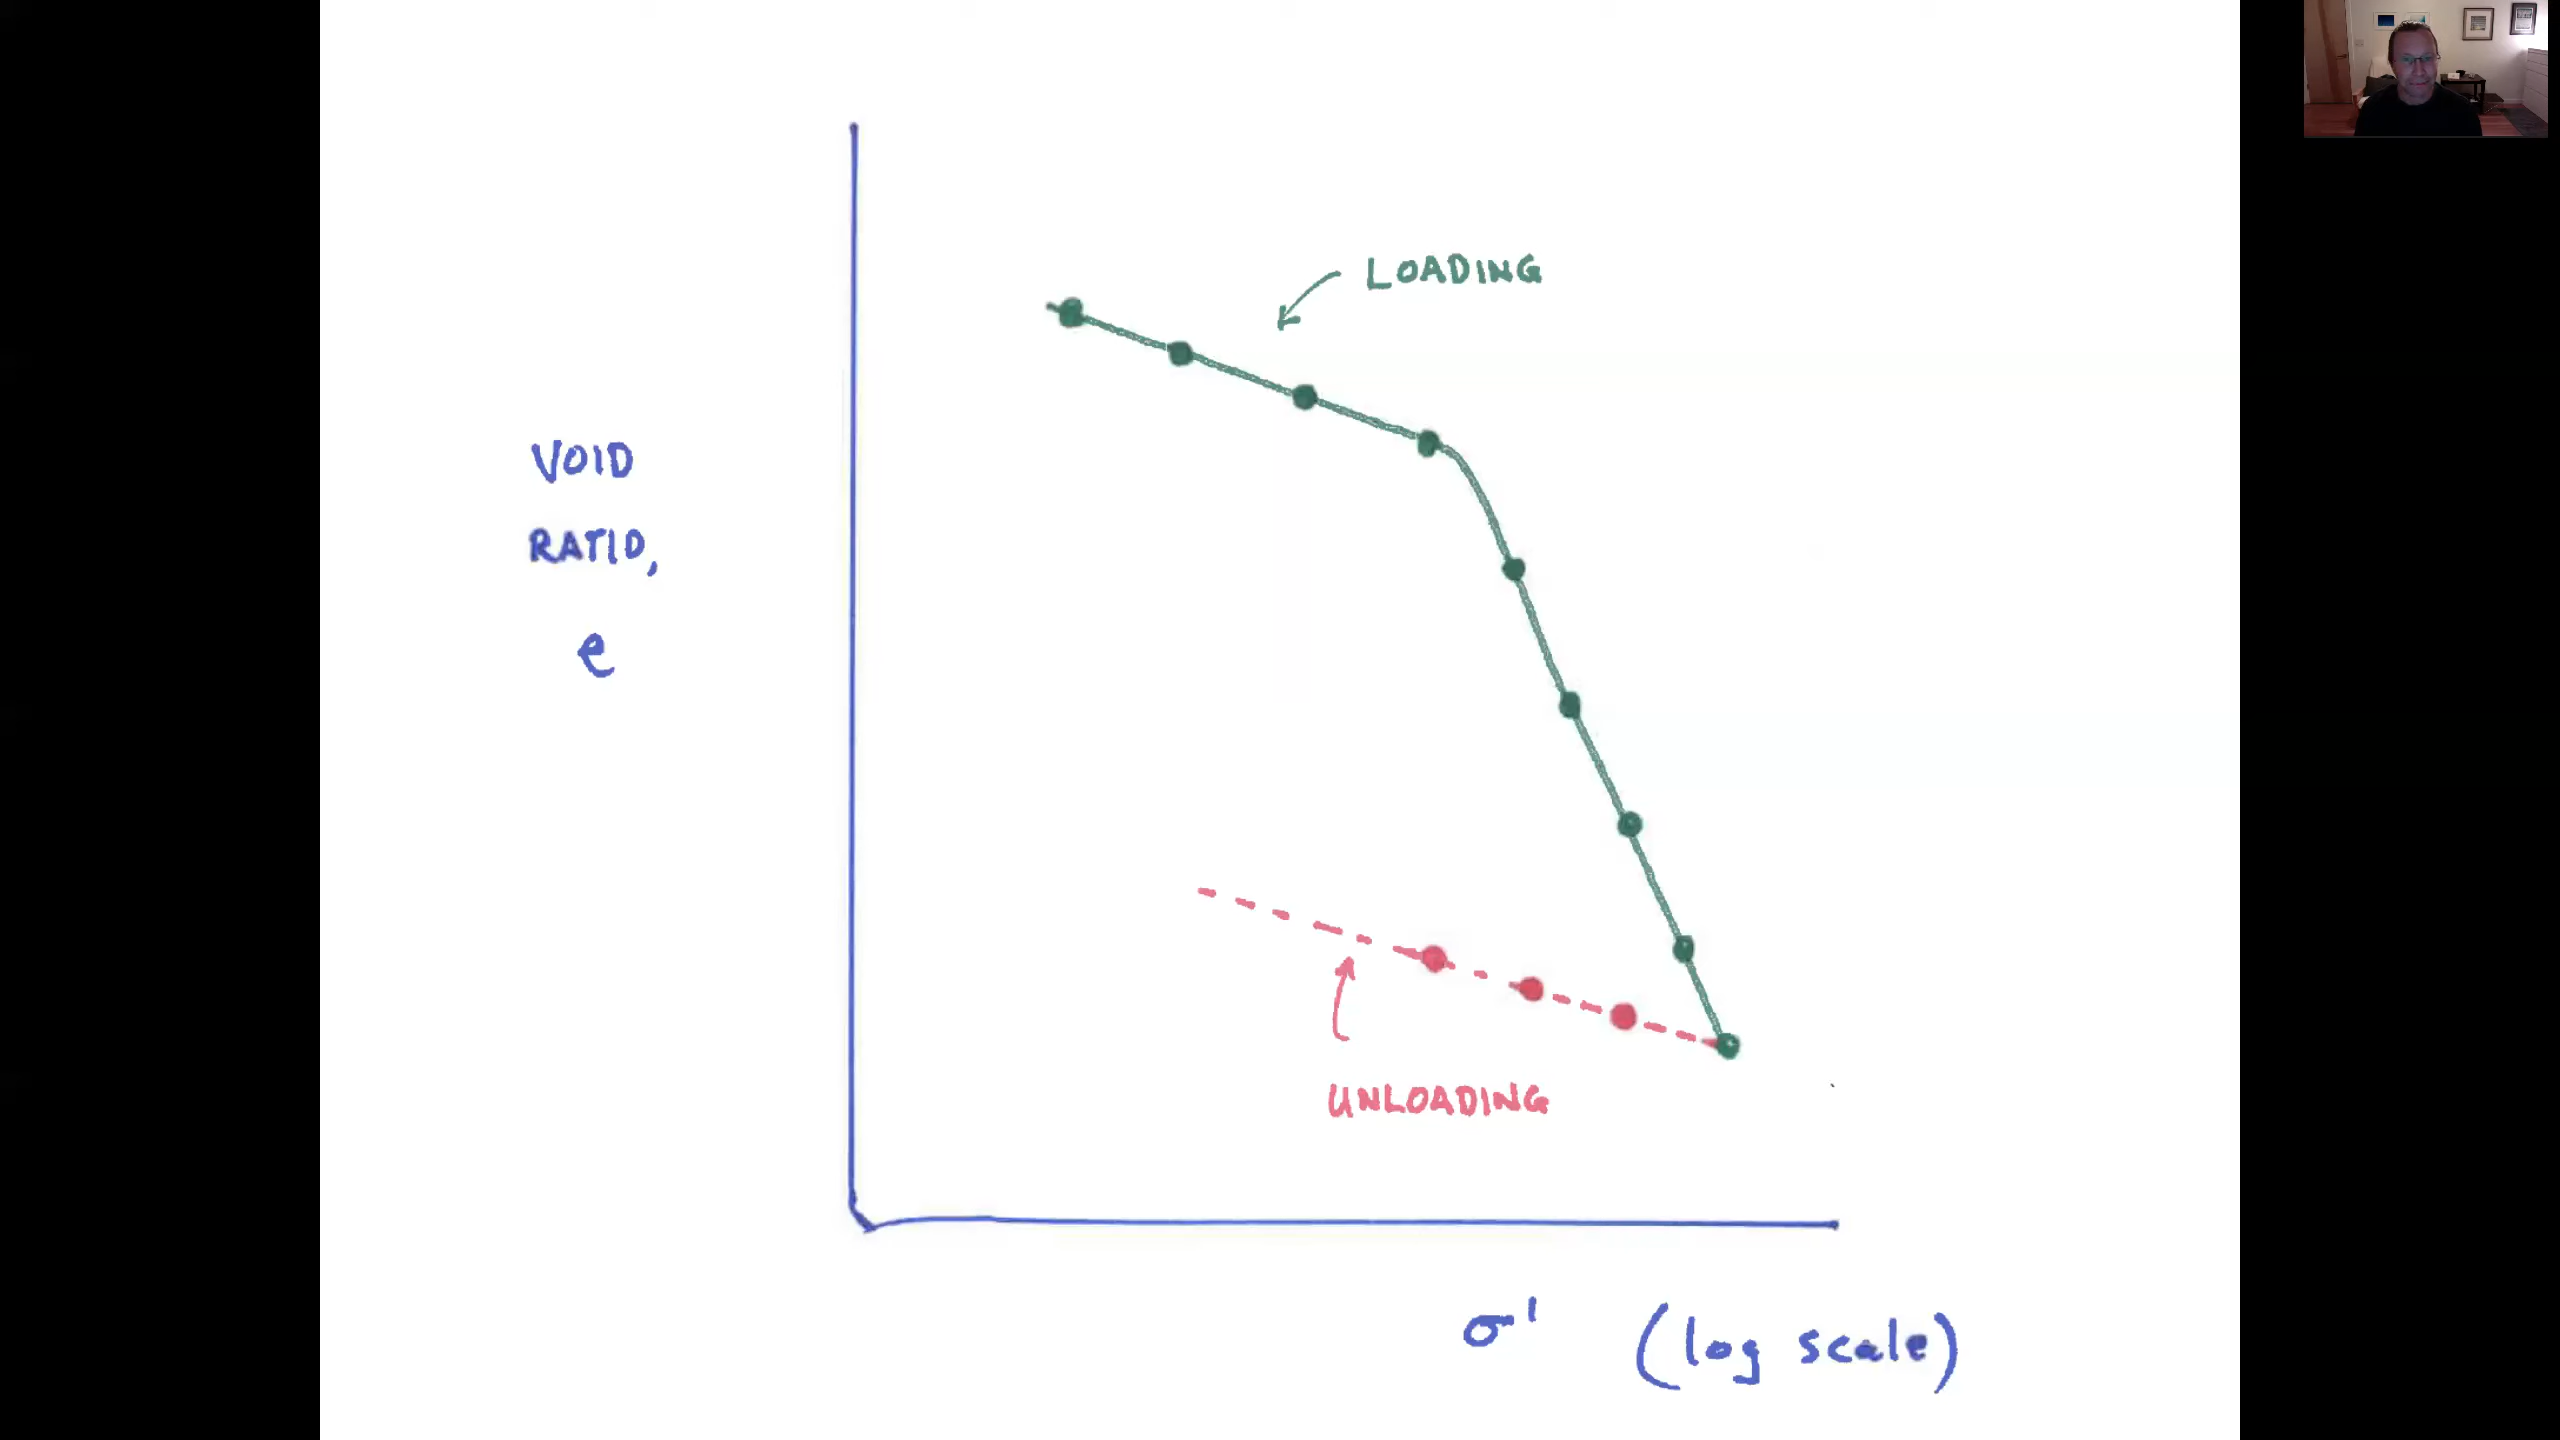 LOADING
VOID
RATIO,
e
UNLOADING
σ' (log scale)